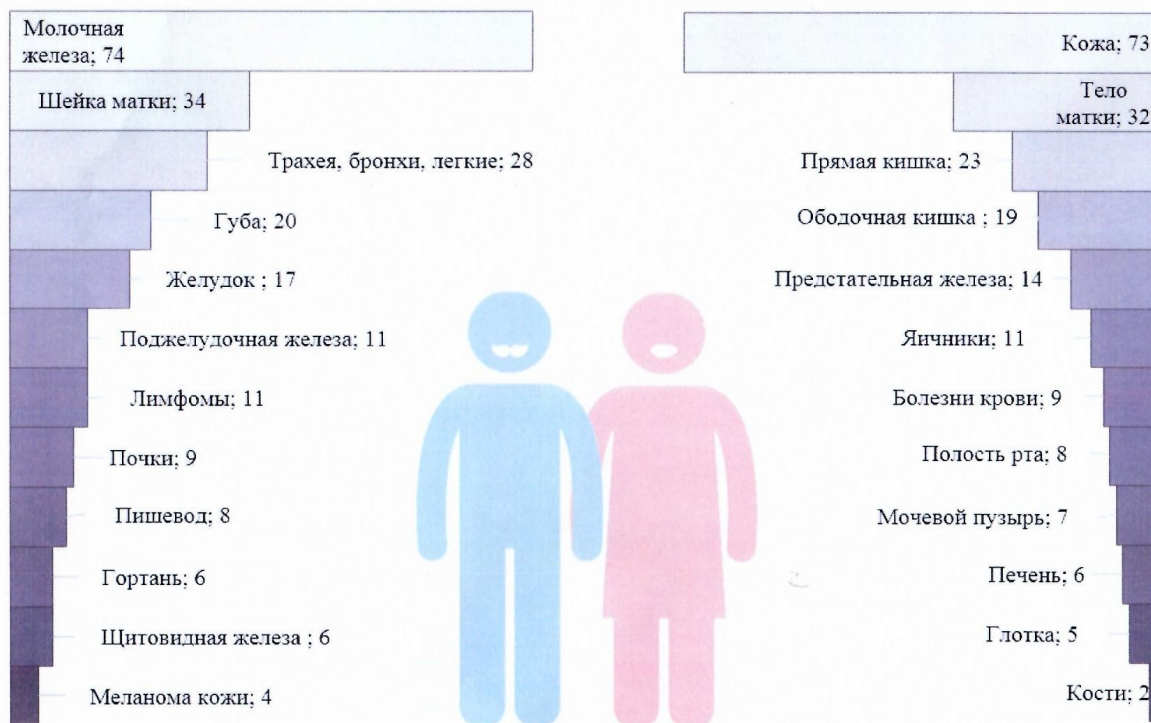 Молочная
железа; 74
Шейка матки; 34
Трахея, бронхи, легкие; 28
Губа; 20
Желудок ; 17
Поджелудочная железа; 11
Лимфомы; 11
Почки; 9
Пишевод; 8
Гортань; 6
Щитовидная железа ; 6
Меланома кожи; 4
Кожа; 73
Тело
матки; 32
Прямая кишка; 23
Ободочная кишка ; 19
Предстательная железа; 14
Яичники; 11
Болезни крови; 9
Полость рта; 8
Мочевой пузырь; 7
Печень; 6
Глотка; 5
Кости; 2